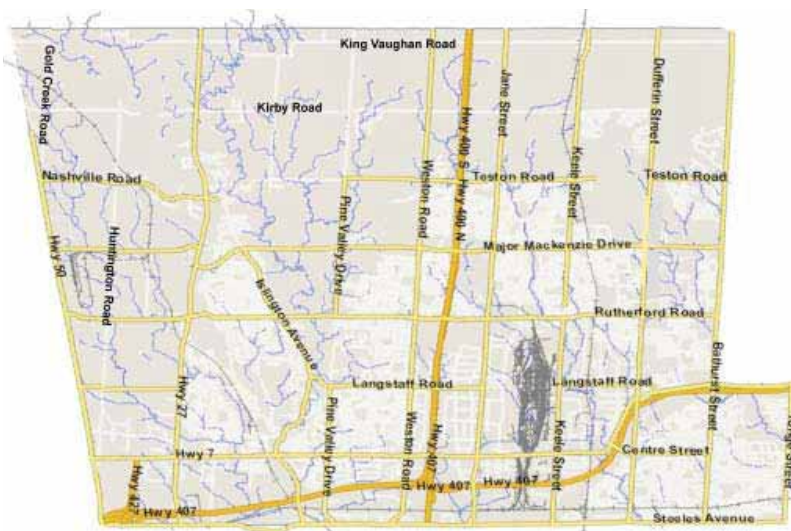 King Vaughan Road
Gold Creek Road
Kirby Road
Jane Street
Dufferin Street
Hwy 400 S
Hwy 400 N
Keele Street
Weston Road
Nashville Road
Teston Road
Teston Road
Pine Valley Drive
Huntington Road
Hwy 50
Major Mackenzie Drive
Islington Avenue
Rutherford Road
Bathurst Street
Langstaff Road
Langstaff Road
Hwy 27
Pine Valley Drive
Weston Road
Hwy 407
Keele Street
Centre Street
Hwy 7
Hwy 427
Hwy 407
Hwy 407
Hwy 407
Steeles Avenue